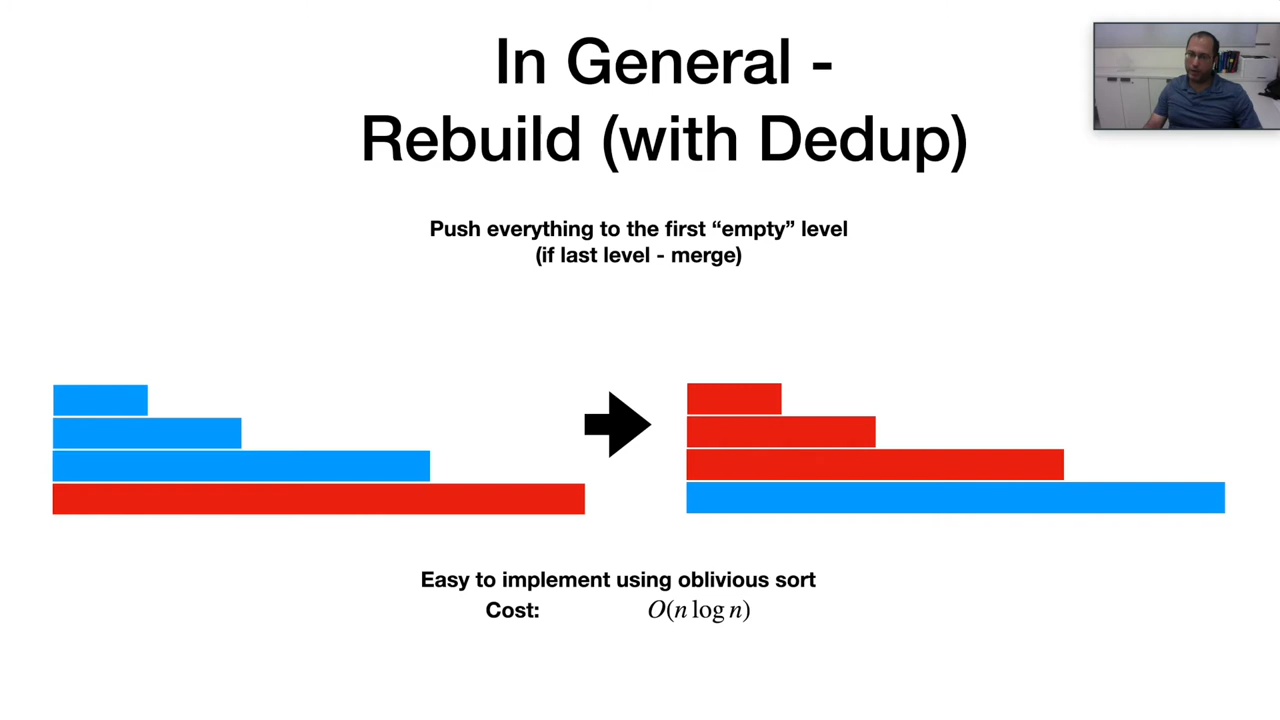 In General -
Rebuild (with Dedup)
Push everything to the first “empty” level
(if last level - merge)
Easy to implement using oblivious sort
Cost: O(n log n)